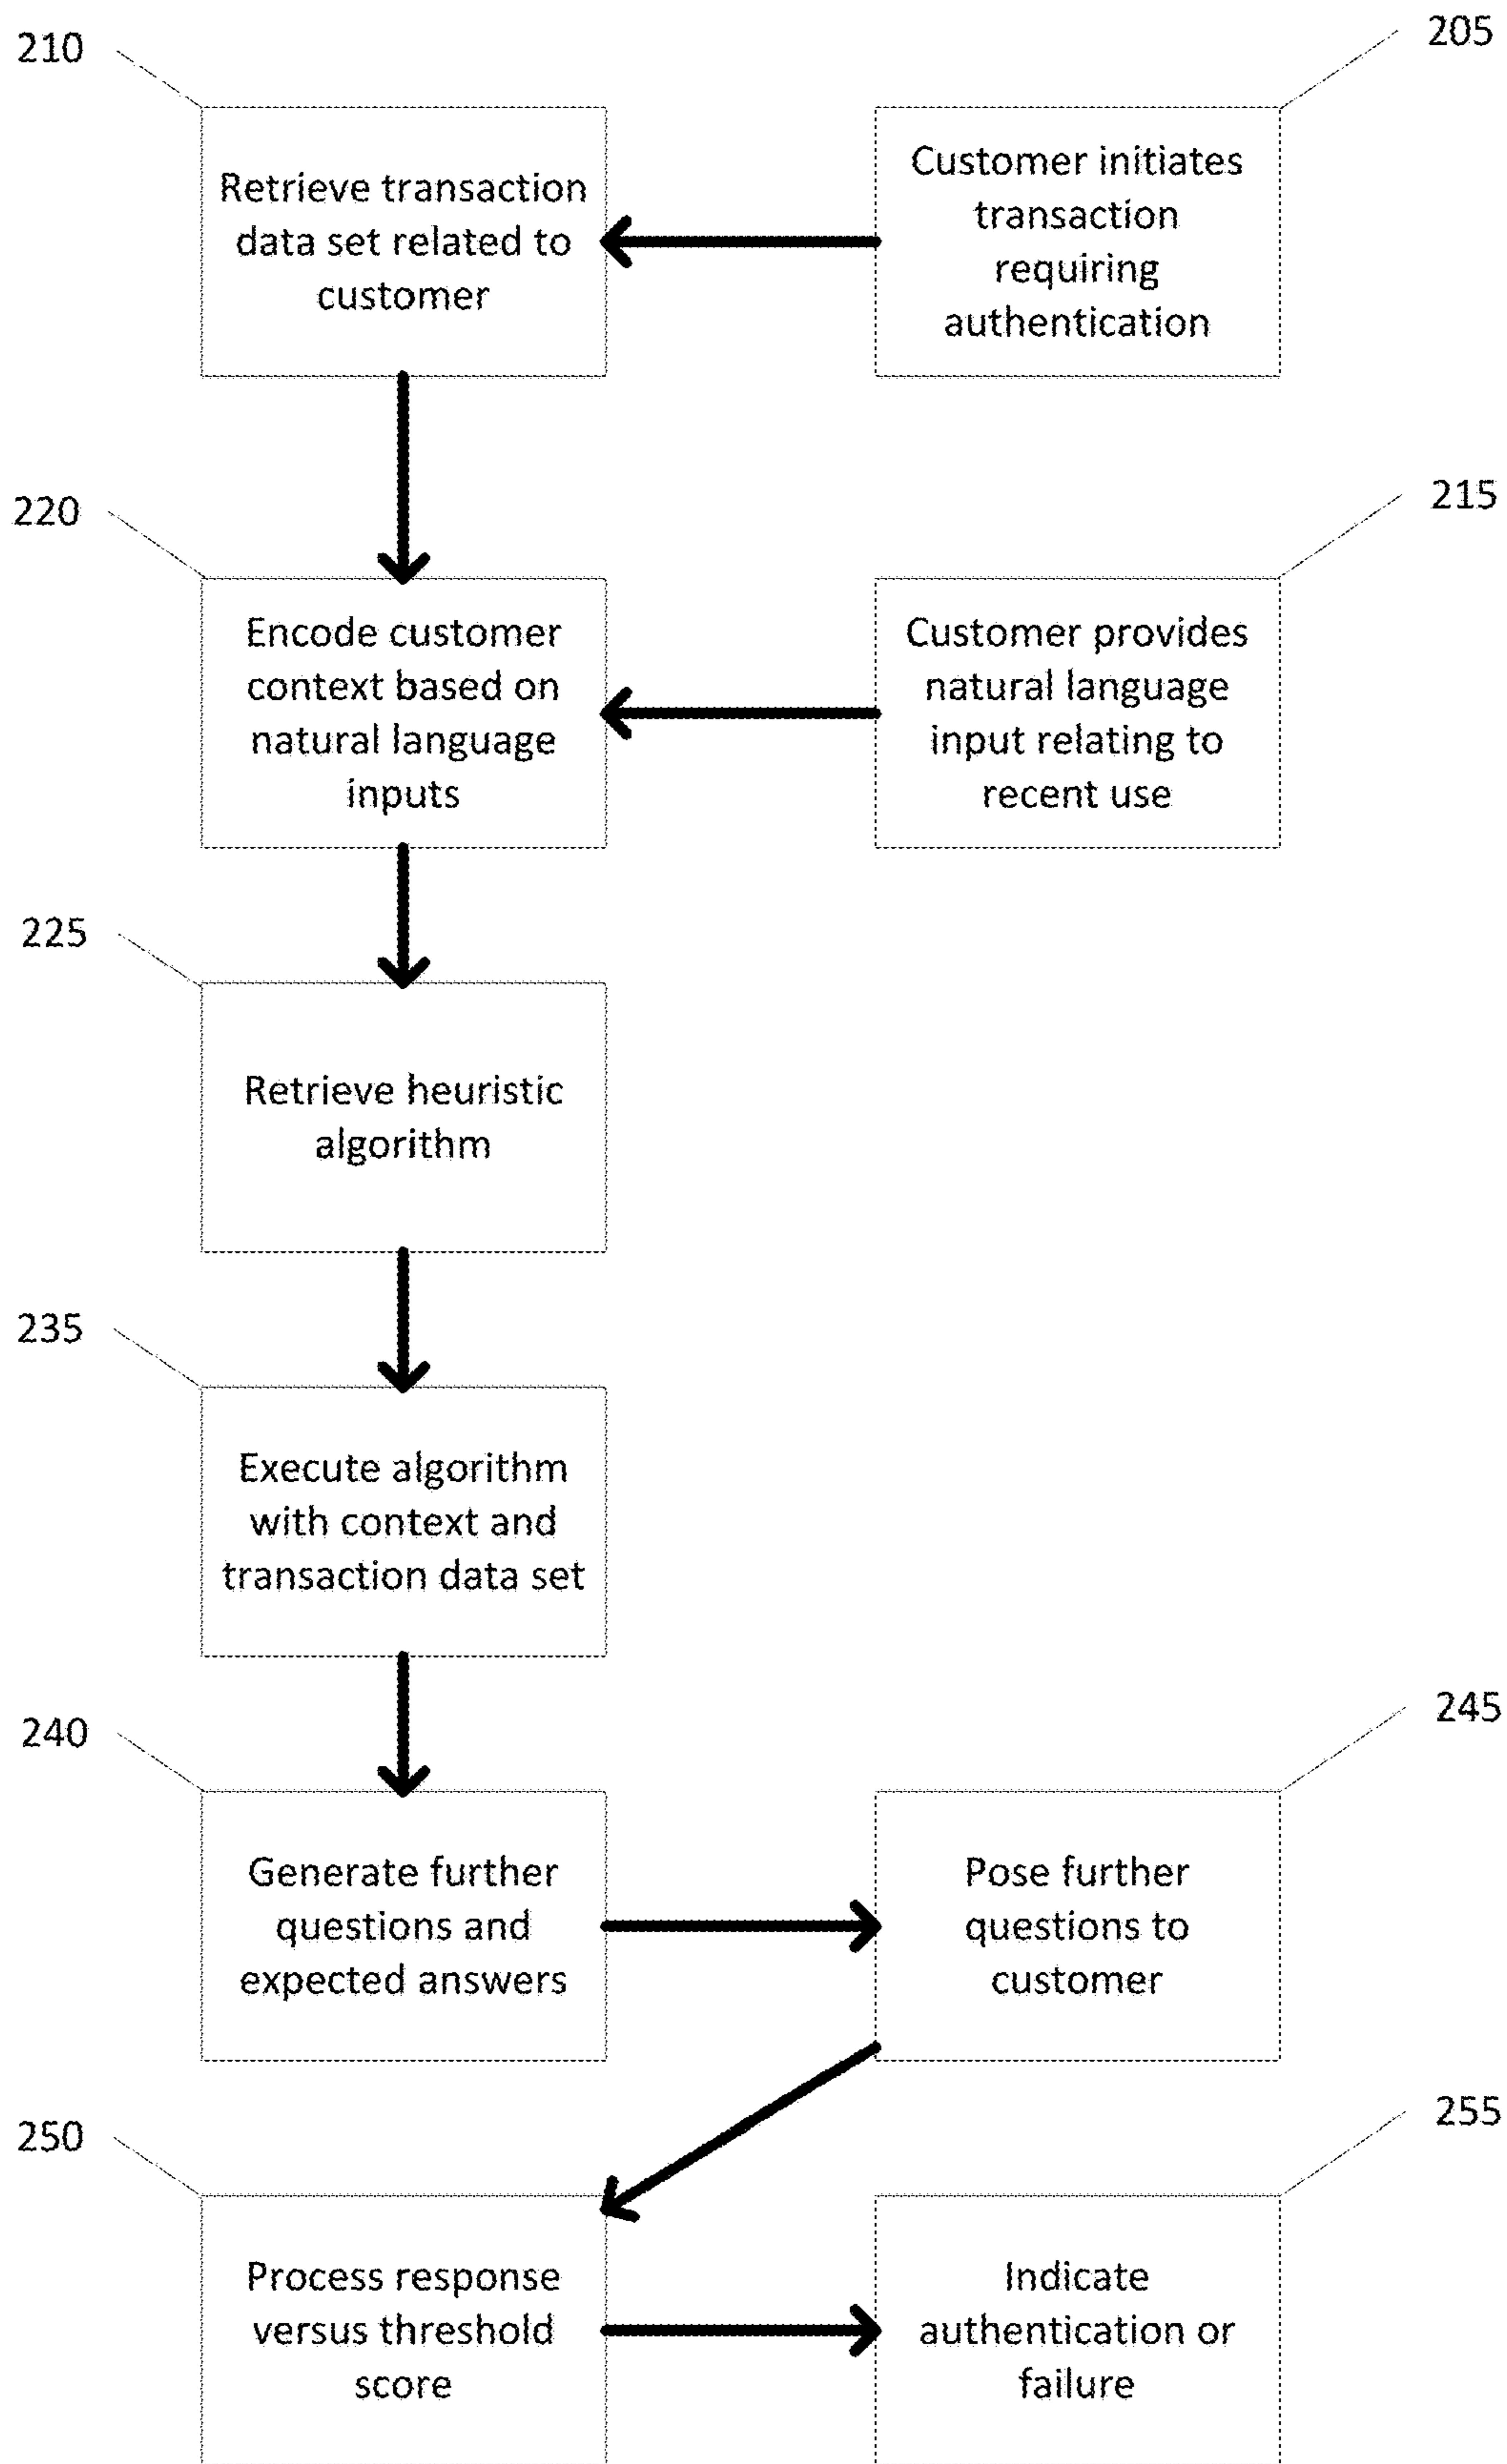 210
205
Retrieve transaction
data set related to
customer
Customer initiates
transaction
requiring
authentication
220
215
Encode customer
context based on
natural language
inputs
Customer provides
natural language
input relating to
recent use
225
Retrieve heuristic
algorithm
235
Execute algorithm
with context and
transaction data set
240
245
Generate further
questions and
expected answers
Pose further
questions to
customer
250
255
Process response
versus threshold
score
Indicate
authentication or
failure